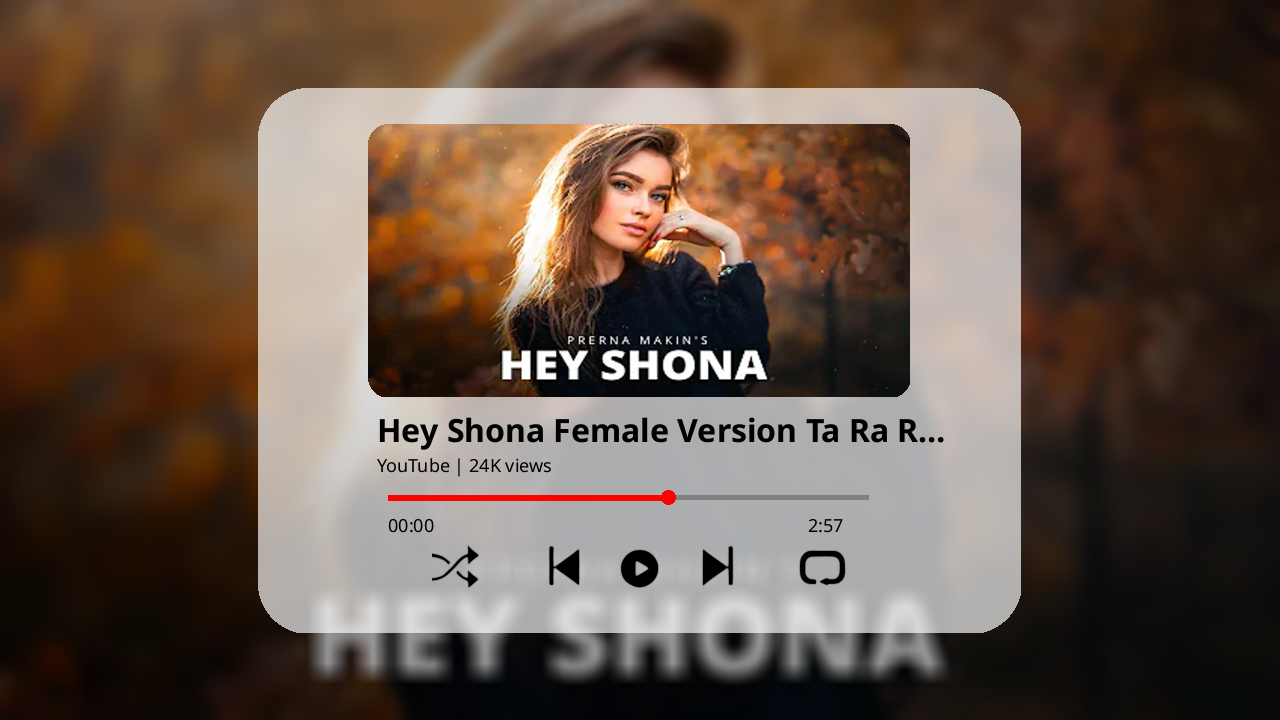 PRERNA MAKIN'S
HEY SHONA
Hey Shona Female Version Ta Ra R...
YouTube | 24K views
00:00
2:57
HEY SHONA